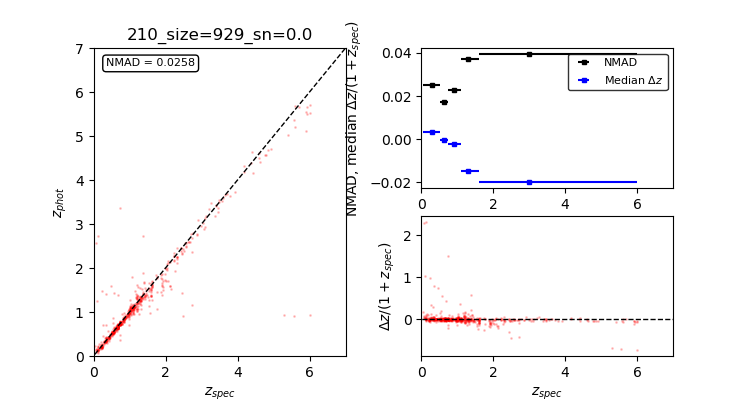 210_size=929_sn=0.0
NMAD = 0.0258
7
6
5
4
3
2
1
0
z_phot
0 2 4 6
z_spec
NMAD, median Δz/(1 + z_spec)
0.04
0.02
0.00
−0.02
NMAD
Median Δz
0 2 4 6
Δz/(1 + z_spec)
2
1
0
0 2 4 6
z_spec